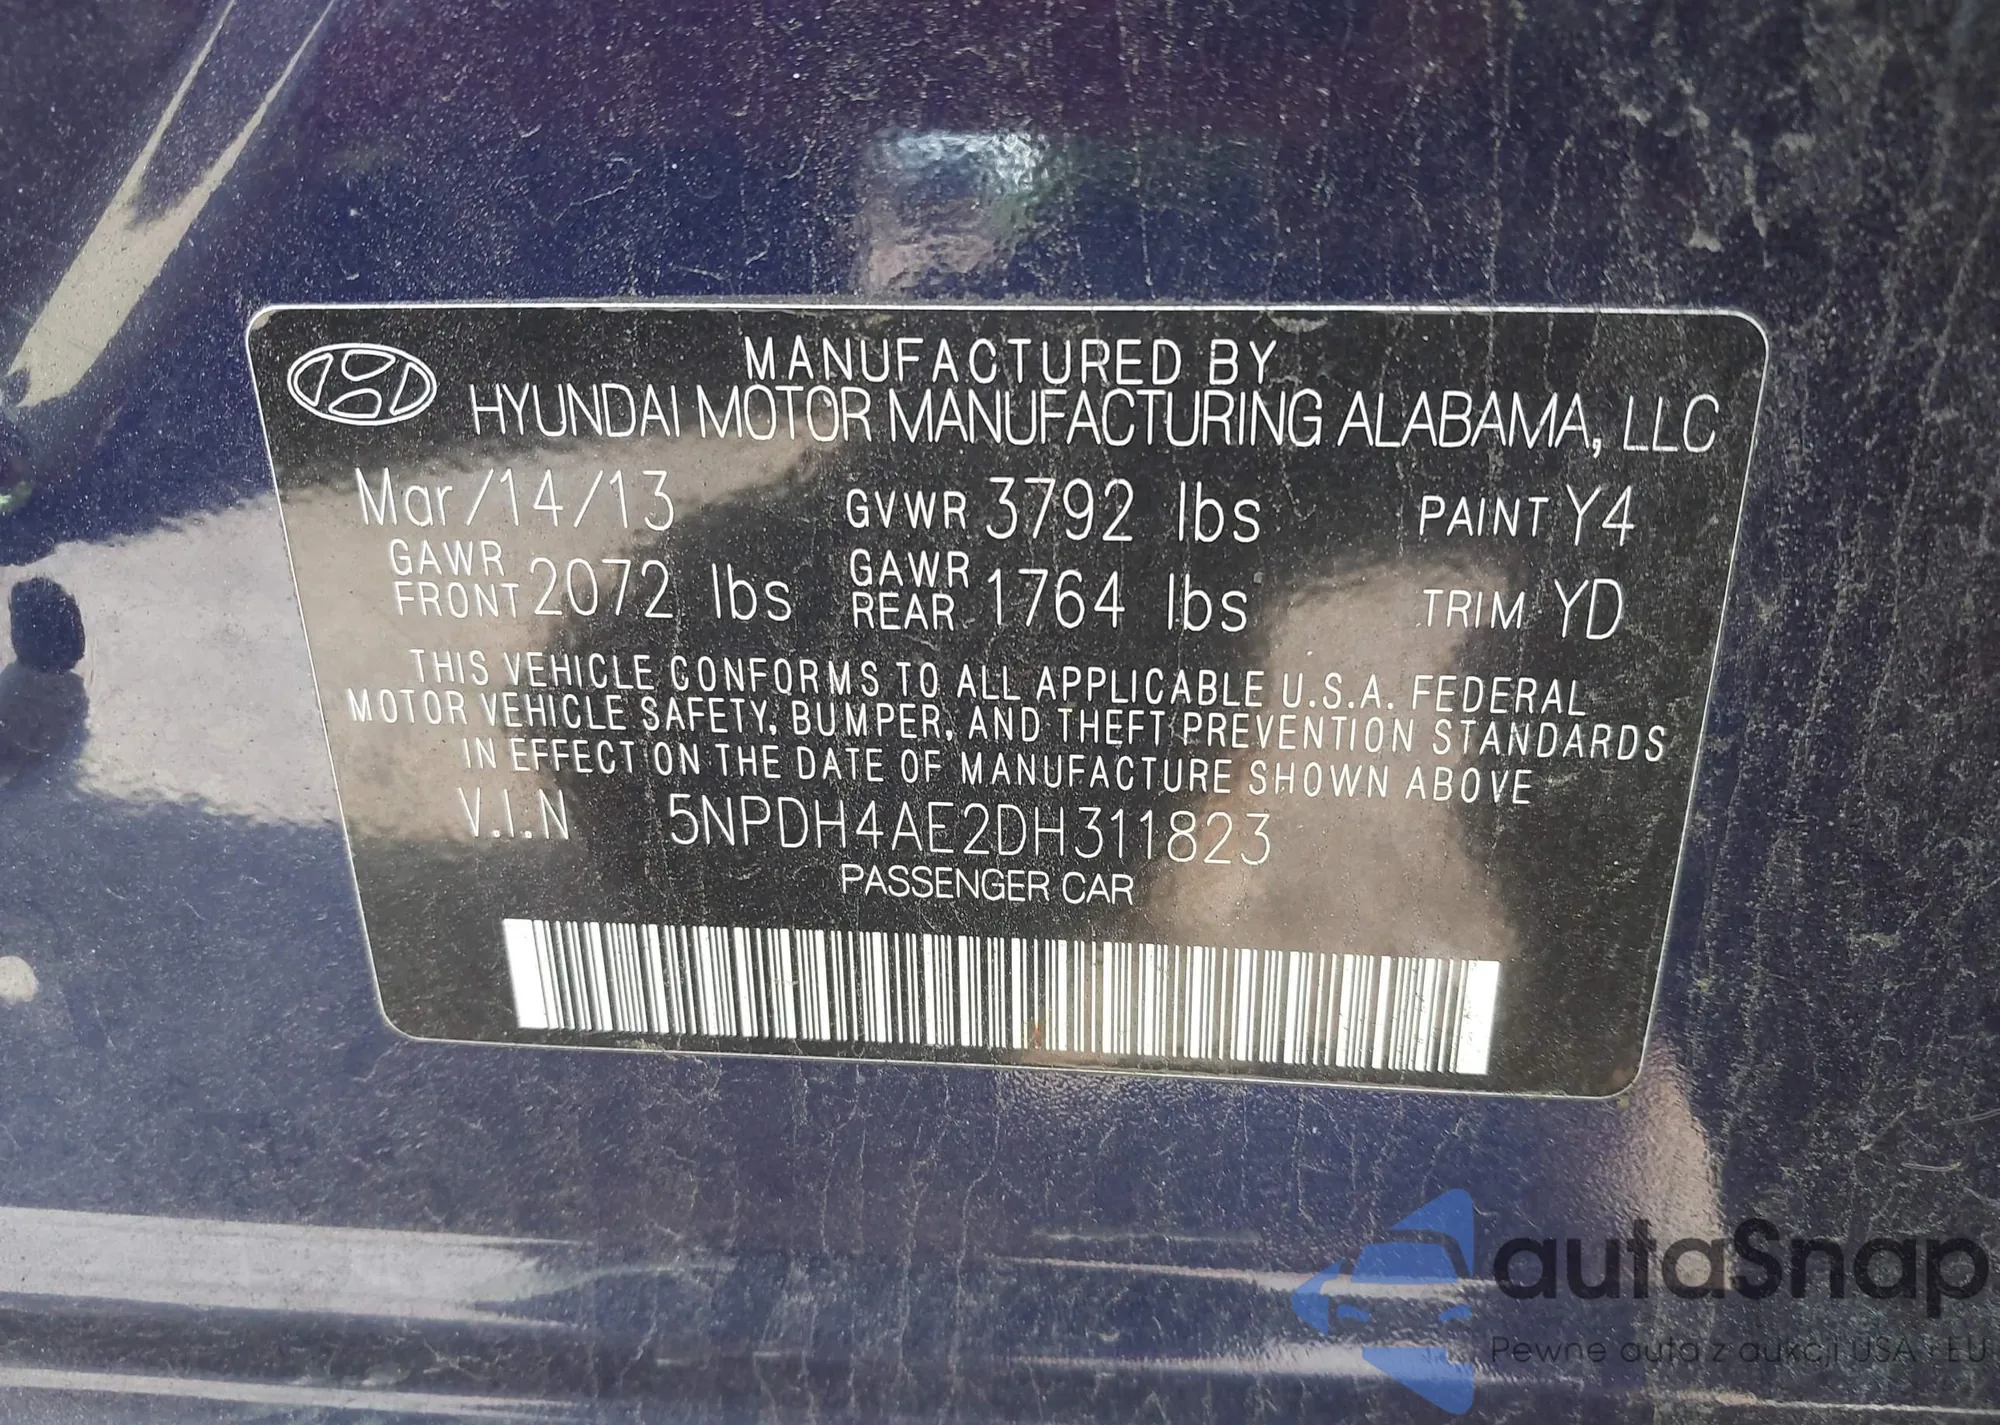 MANUFACTURED BY
HYUNDAI MOTOR MANUFACTURING ALABAMA, LLC
Mar/14/13 GVWR 3792 lbs PAINT Y4
GAWR FRONT 2072 lbs GAWR REAR 1764 lbs TRIM YD
THIS VEHICLE CONFORMS TO ALL APPLICABLE U.S.A. FEDERAL
MOTOR VEHICLE SAFETY, BUMPER, AND THEFT PREVENTION STANDARDS
IN EFFECT ON THE DATE OF MANUFACTURE SHOWN ABOVE
V.I.N 5NPDH4AE2DH311823
PASSENGER CAR
autaSnap
Pewne auta z aukcji USA i EU